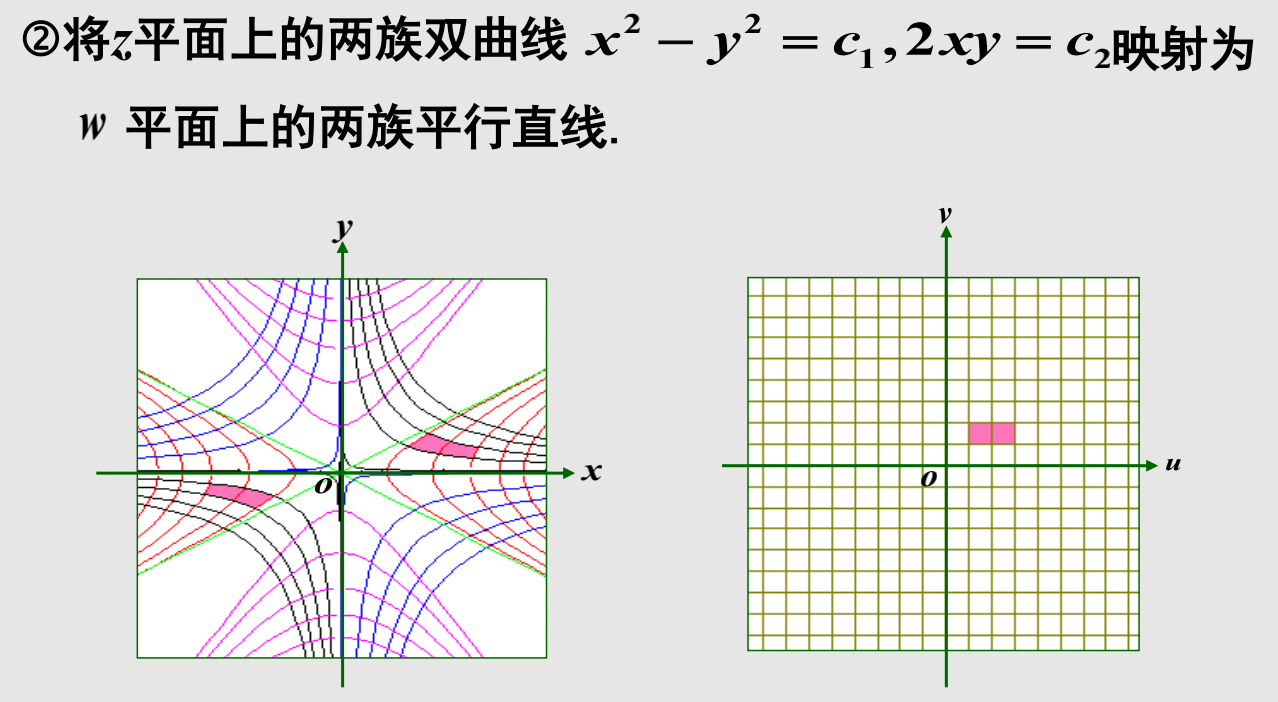 ②将z平面上的两族双曲线 x² − y² = c₁, 2xy = c₂映射为
w 平面上的两族平行直线.
y
x
o
v
u
o